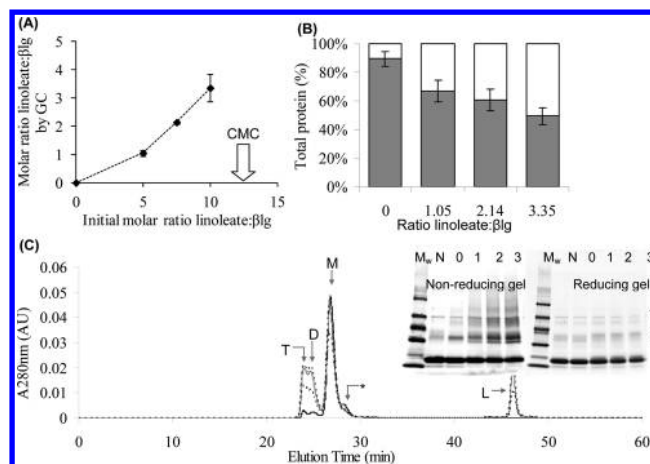 (A)
Molar ratio linoleate:βlg
by GC
4
3
2
1
0
CMC
0 5 10 15
Initial molar ratio linoleate:βlg
(B)
Total protein (%)
100%
80%
60%
40%
20%
0%
0 1.05 2.14 3.35
Ratio linoleate:βlg
(C)
A280nm (AU)
0.06
0.05
0.04
0.03
0.02
0.01
0
T D
M
*
L
0 10 20 30 40 50 60
Elution Time (min)
Mw N 0 1 2 3
Non-reducing gel
Mw N 0 1 2 3
Reducing gel